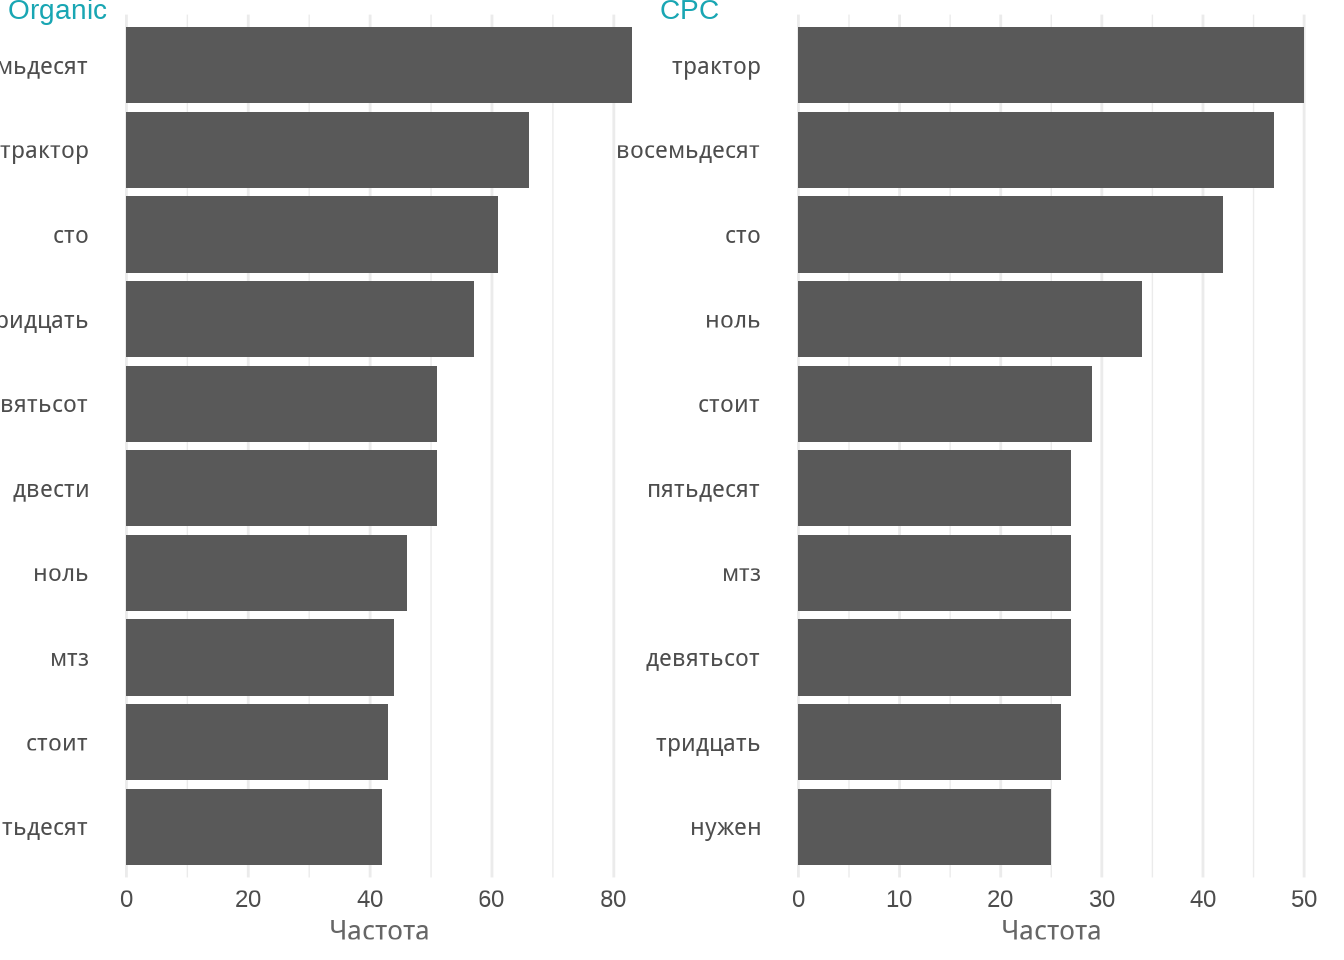 Organic
мьдесят
трактор
сто
ридцать
вятьсот
двести
ноль
мтз
стоит
тьдесят
0 20 40 60 80
Частота
CPC
трактор
восемьдесят
сто
ноль
стоит
пятьдесят
мтз
девятьсот
тридцать
нужен
0 10 20 30 40 50
Частота